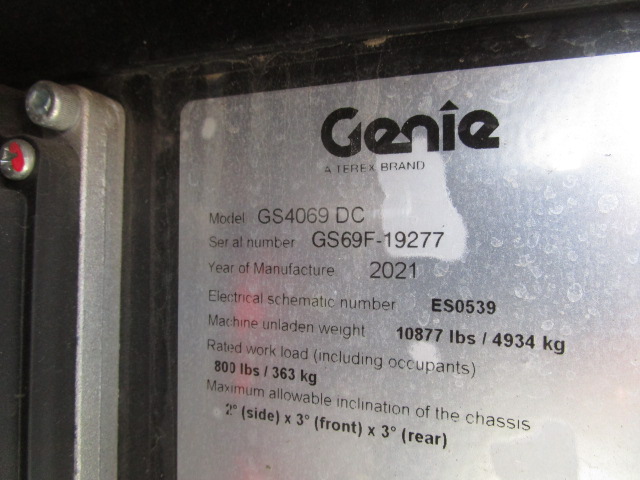 Genie
A TEREX BRAND
Model GS4069 DC
Ser al number GS69F-19277
Year of Manufacture 2021
Electrical schematic number ES0539
Machine unladen weight 10877 lbs / 4934 kg
Rated work load (including occupants)
800 lbs / 363 kg
Maximum allowable inclination of the chassis
2° (side) x 3° (front) x 3° (rear)